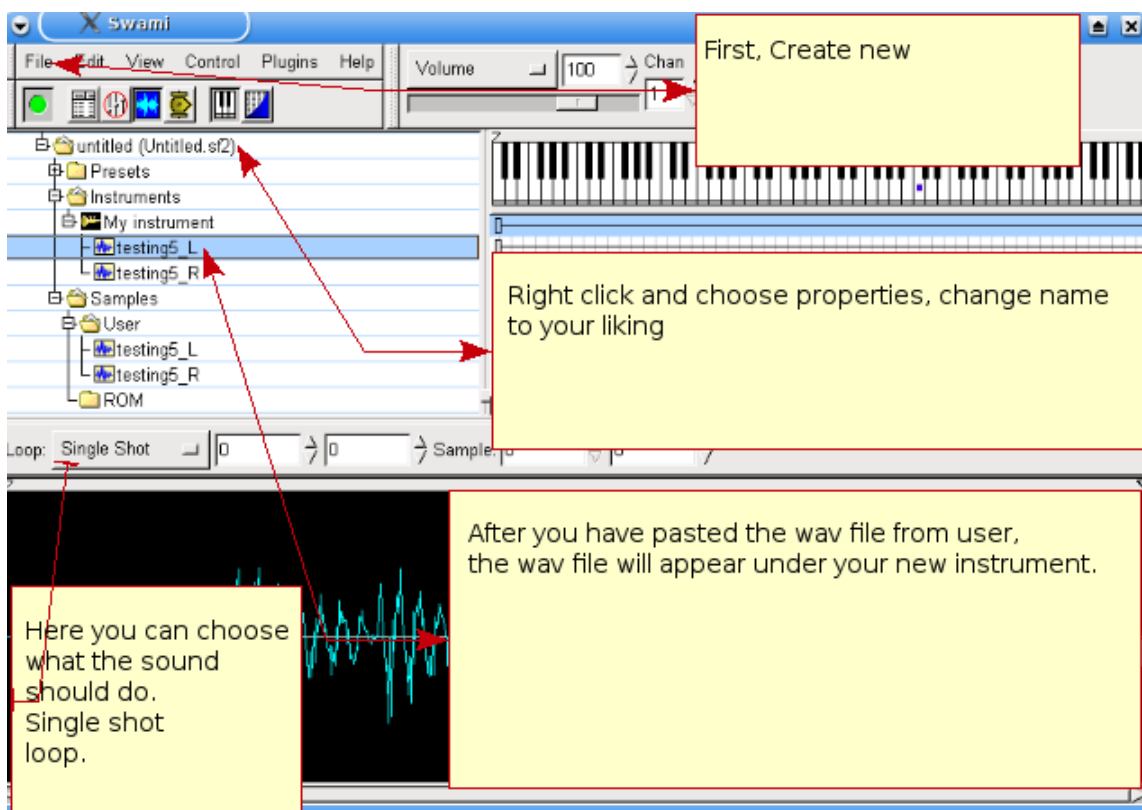 Swami
File Edit View Control Plugins Help
Volume 100 Chan
1
First, Create new
untitled (Untitled.sf2)
Presets
Instruments
My instrument
testing5_L
testing5_R
Samples
User
testing5_L
testing5_R
ROM
Right click and choose properties, change name
to your liking
Loop: Single Shot 0 0 Sample:
After you have pasted the wav file from user,
the wav file will appear under your new instrument.
Here you can choose
what the sound
should do.
Single shot
loop.